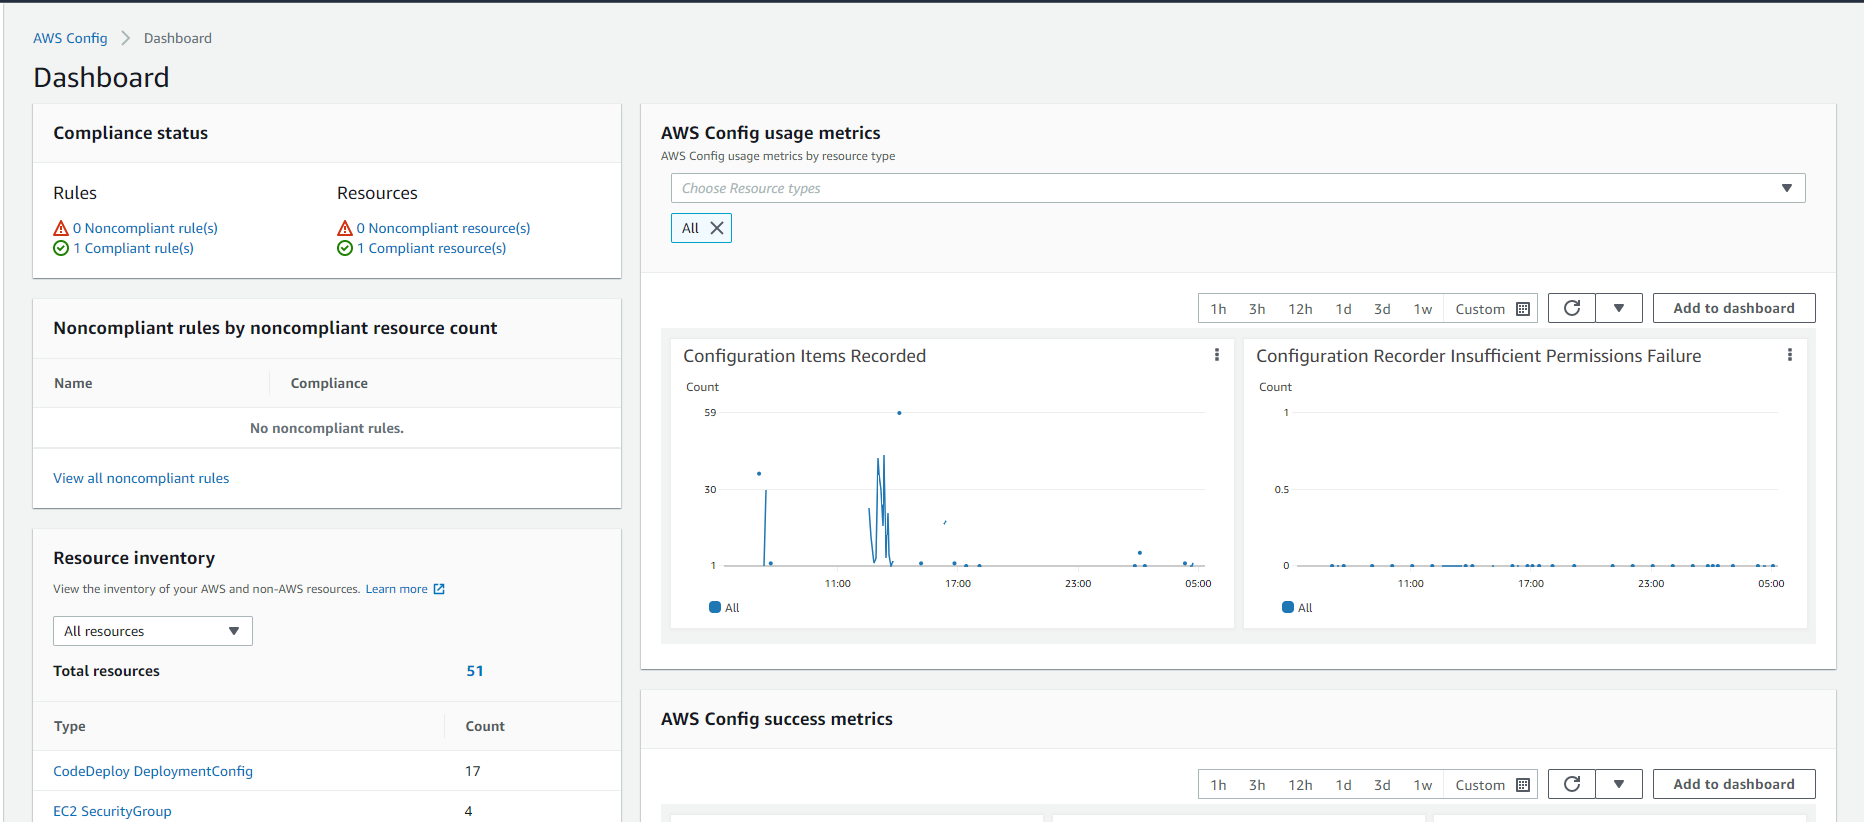 AWS Config > Dashboard
Dashboard
Compliance status
Rules
0 Noncompliant rule(s)
1 Compliant rule(s)
Resources
0 Noncompliant resource(s)
1 Compliant resource(s)
Noncompliant rules by noncompliant resource count
Name Compliance
No noncompliant rules.
View all noncompliant rules
Resource inventory
View the inventory of your AWS and non-AWS resources. Learn more
All resources
Total resources 51
Type Count
CodeDeploy DeploymentConfig 17
EC2 SecurityGroup 4
AWS Config usage metrics
AWS Config usage metrics by resource type
Choose Resource types
All
1h 3h 12h 1d 3d 1w Custom Add to dashboard
Configuration Items Recorded
Count
59
30
1
11:00 17:00 23:00 05:00
All
Configuration Recorder Insufficient Permissions Failure
Count
1
0.5
0
11:00 17:00 23:00 05:00
All
AWS Config success metrics
1h 3h 12h 1d 3d 1w Custom Add to dashboard